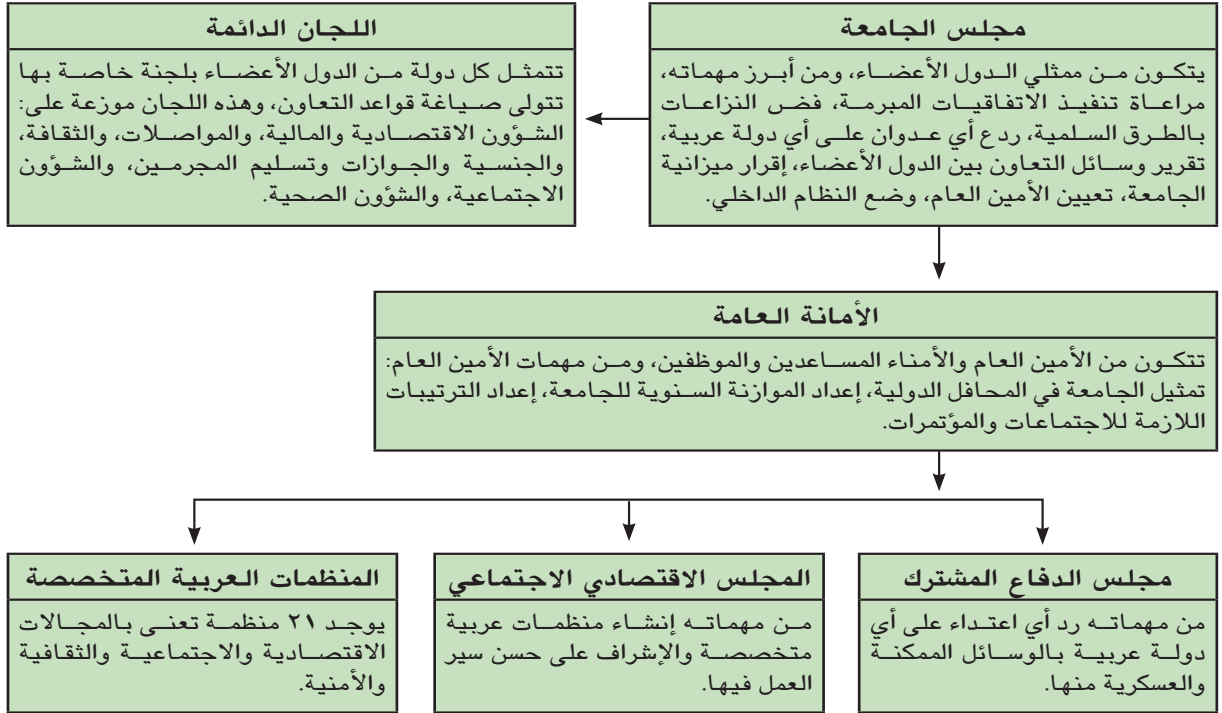 مجلس الجامعة
يتكون من ممثلي الدول الأعضاء، ومن أبرز مهماته،
مراعاة تنفيذ الاتفاقيات المبرمة، فض النزاعات
بالطرق السلمية، ردع أي عدوان على أي دولة عربية،
تقرير وسائل التعاون بين الدول الأعضاء، إقرار ميزانية
الجامعة، تعيين الأمين العام، وضع النظام الداخلي.
اللجان الدائمة
تتمثل كل دولة من الدول الأعضاء بلجنة خاصة بها
تتولى صياغة قواعد التعاون، وهذه اللجان موزعة على:
الشؤون الاقتصادية والمالية، والمواصلات، والثقافة،
والجنسية والجوازات وتسليم المجرمين، والشؤون
الاجتماعية، والشؤون الصحية.
الأمانة العامة
تتكون من الأمين العام والأمناء المساعدين والموظفين، ومن مهمات الأمين العام:
تمثيل الجامعة في المحافل الدولية، إعداد الموازنة السنوية للجامعة، إعداد الترتيبات
اللازمة للاجتماعات والمؤتمرات.
مجلس الدفاع المشترك
من مهماته رد أي اعتداء على أي
دولة عربية بالوسائل الممكنة
والعسكرية منها.
المجلس الاقتصادي الاجتماعي
من مهماته إنشاء منظمات عربية
متخصصة والإشراف على حسن سير
العمل فيها.
المنظمات العربية المتخصصة
يوجد ٢١ منظمة تعنى بالمجالات
الاقتصادية والاجتماعية والثقافية
والأمنية.